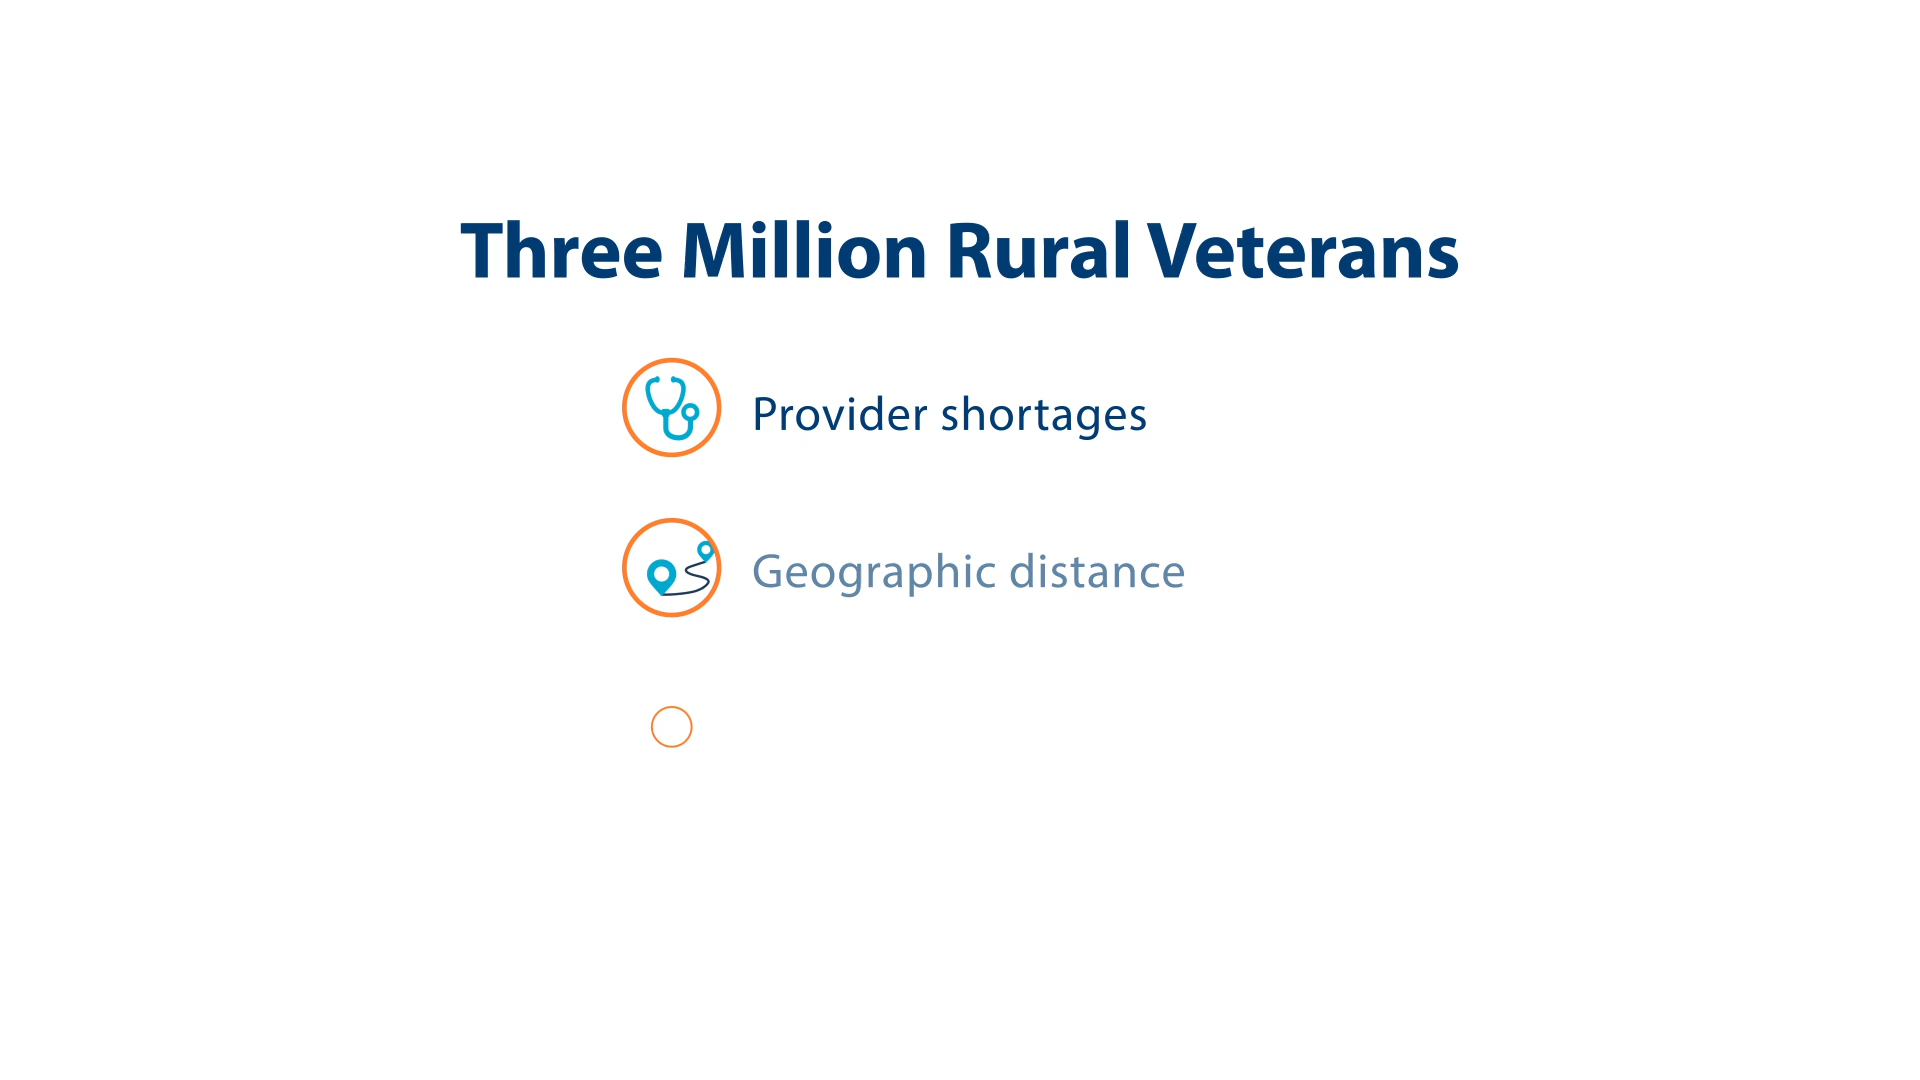 Three Million Rural Veterans
Provider shortages
Geographic distance